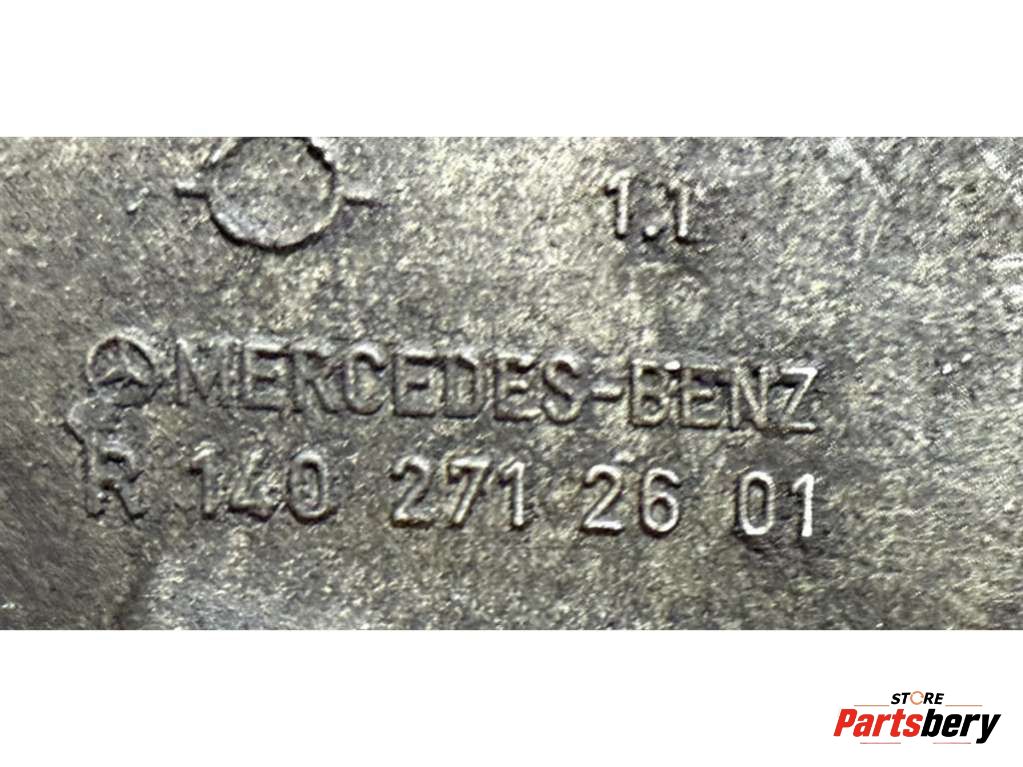 1.1
MERCEDES-BENZ
R 140 271 26 01
STORE
Partsbery